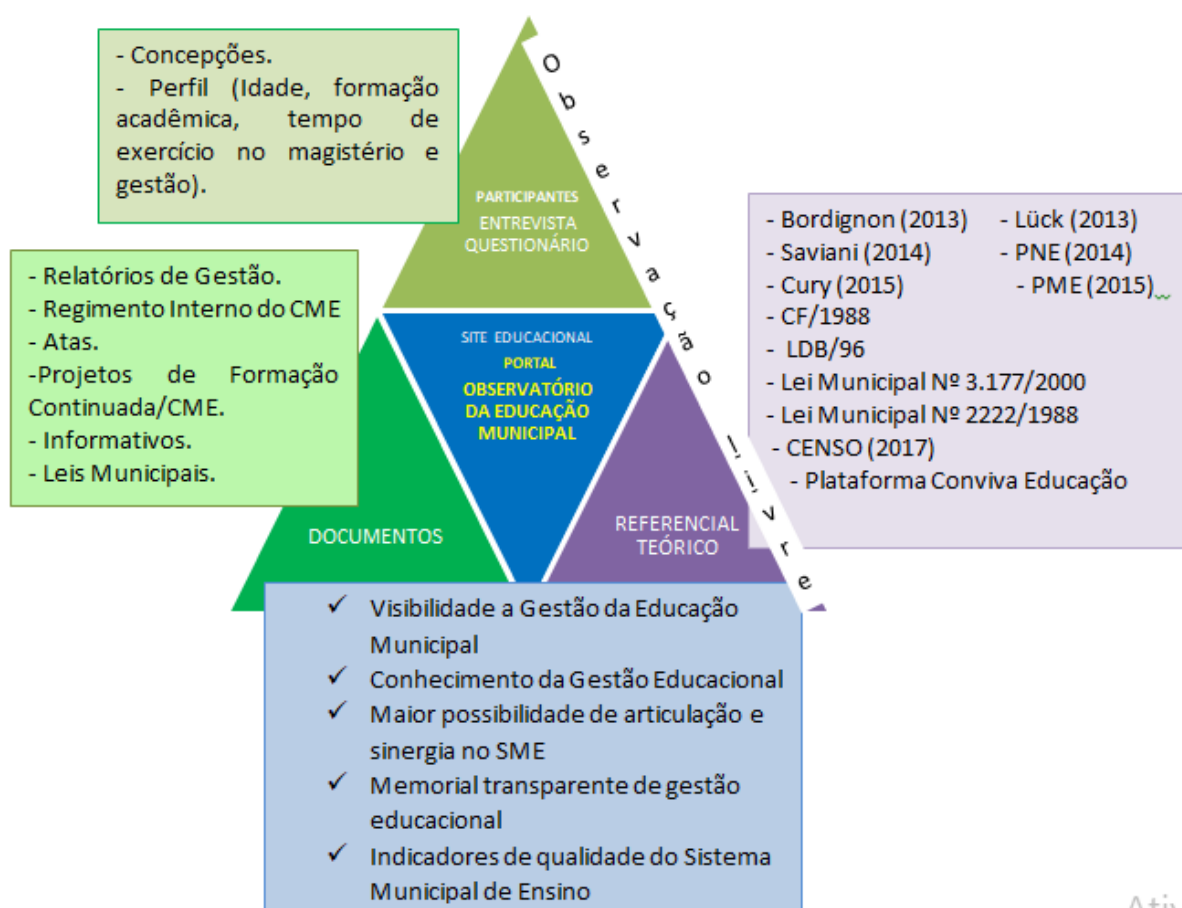 - Concepções.
- Perfil (Idade, formação
acadêmica, tempo de
exercício no magistério e
gestão).
Observação livre
PARTICIPANTES
ENTREVISTA
QUESTIONÁRIO
- Relatórios de Gestão.
- Regimento Interno do CME
- Atas.
-Projetos de Formação
Continuada/CME.
- Informativos.
- Leis Municipais.
SITE EDUCACIONAL
PORTAL
OBSERVATÓRIO
DA EDUCAÇÃO
MUNICIPAL
- Bordignon (2013) - Lück (2013)
- Saviani (2014) - PNE (2014)
- Cury (2015) - PME (2015)
- CF/1988
- LDB/96
- Lei Municipal Nº 3.177/2000
- Lei Municipal Nº 2222/1988
- CENSO (2017)
- Plataforma Conviva Educação
DOCUMENTOS
REFERENCIAL
TEÓRICO
✓ Visibilidade a Gestão da Educação
Municipal
✓ Conhecimento da Gestão Educacional
✓ Maior possibilidade de articulação e
sinergia no SME
✓ Memorial transparente de gestão
educacional
✓ Indicadores de qualidade do Sistema
Municipal de Ensino